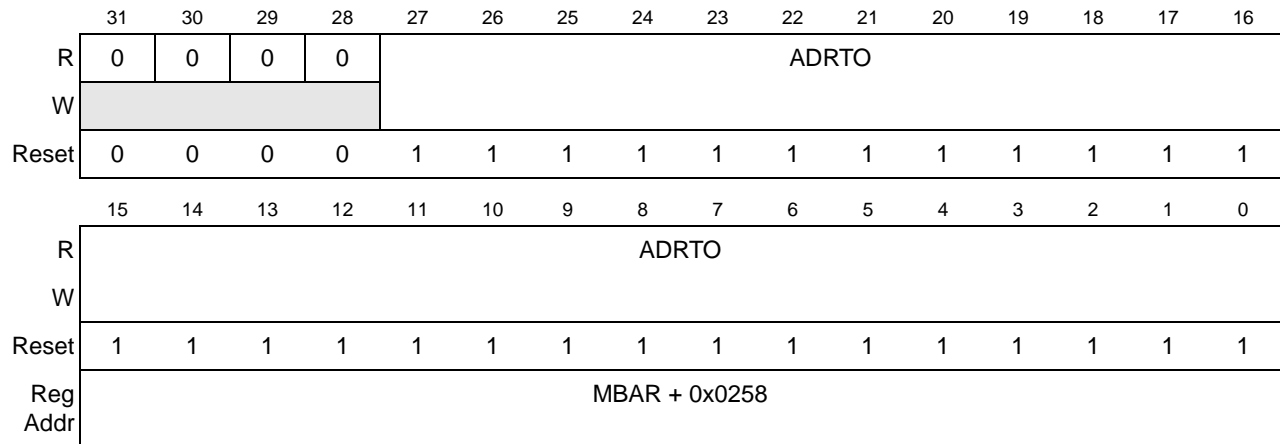 31 30 29 28 27 26 25 24 23 22 21 20 19 18 17 16
R 0 0 0 0 ADRTO
W
Reset 0 0 0 0 1 1 1 1 1 1 1 1 1 1 1 1
15 14 13 12 11 10 9 8 7 6 5 4 3 2 1 0
R ADRTO
W
Reset 1 1 1 1 1 1 1 1 1 1 1 1 1 1 1 1
Reg MBAR + 0x0258
Addr